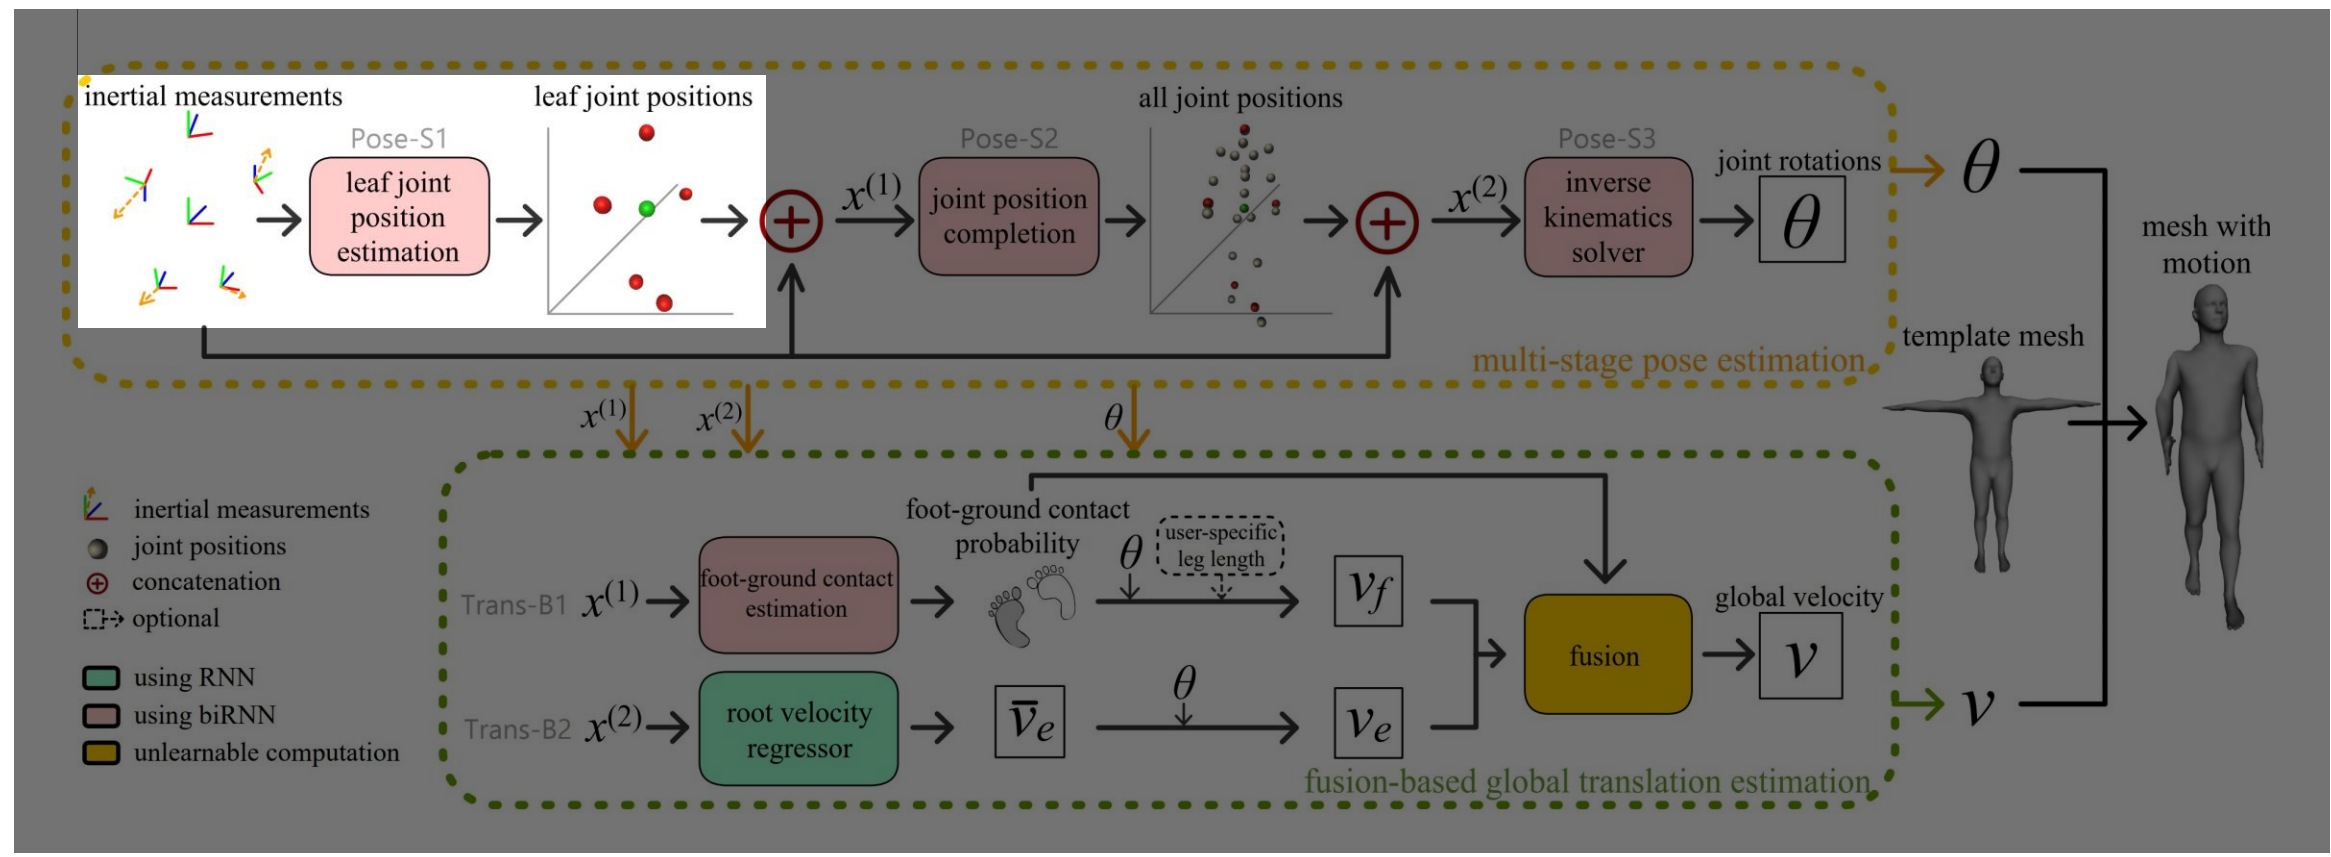 inertial measurements
Pose-S1
leaf joint
position
estimation
leaf joint positions
x(1)
Pose-S2
joint position
completion
all joint positions
x(2)
Pose-S3
inverse
kinematics
solver
joint rotations
θ
θ
mesh with
motion
template mesh
multi-stage pose estimation
x(1)
x(2)
θ
inertial measurements
joint positions
concatenation
optional
using RNN
using biRNN
unlearnable computation
Trans-B1
x(1)
foot-ground contact
estimation
foot-ground contact
probability
θ
user-specific
leg length
vf
Trans-B2
x(2)
root velocity
regressor
v̅e
θ
ve
fusion
global velocity
v
v
fusion-based global translation estimation